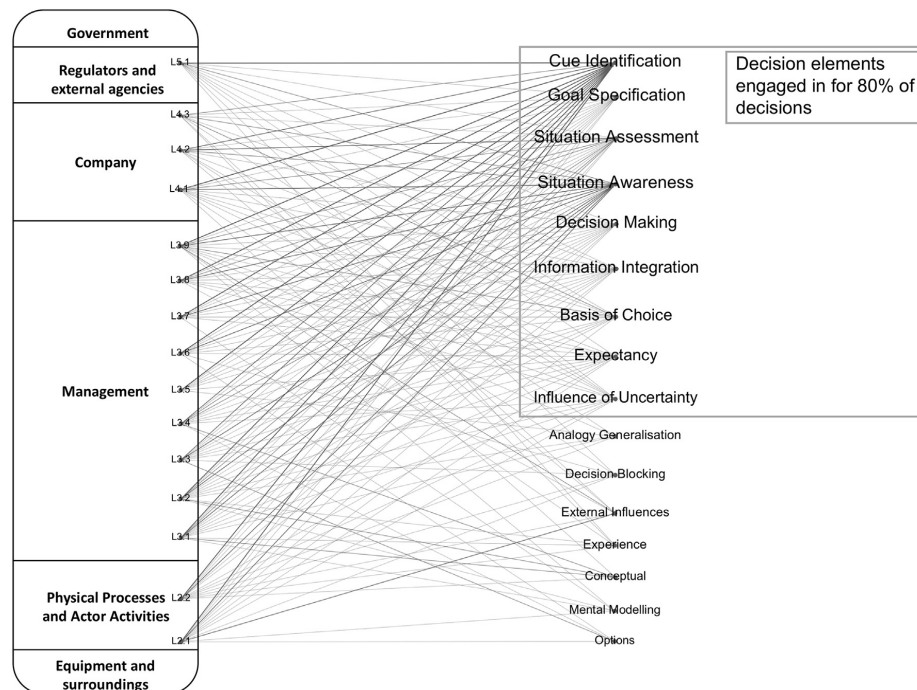 Government
Regulators and
external agencies
Company
Management
Physical Processes
and Actor Activities
Equipment and
surroundings
L5.1
L4.3
L4.2
L4.1
L3.9
L3.8
L3.7
L3.6
L3.5
L3.4
L3.3
L3.2
L3.1
L2.2
L2.1
Cue Identification
Goal Specification
Situation Assessment
Situation Awareness
Decision Making
Information Integration
Basis of Choice
Expectancy
Influence of Uncertainty
Analogy Generalisation
Decision Blocking
External Influences
Experience
Conceptual
Mental Modelling
Options
Decision elements
engaged in for 80% of
decisions